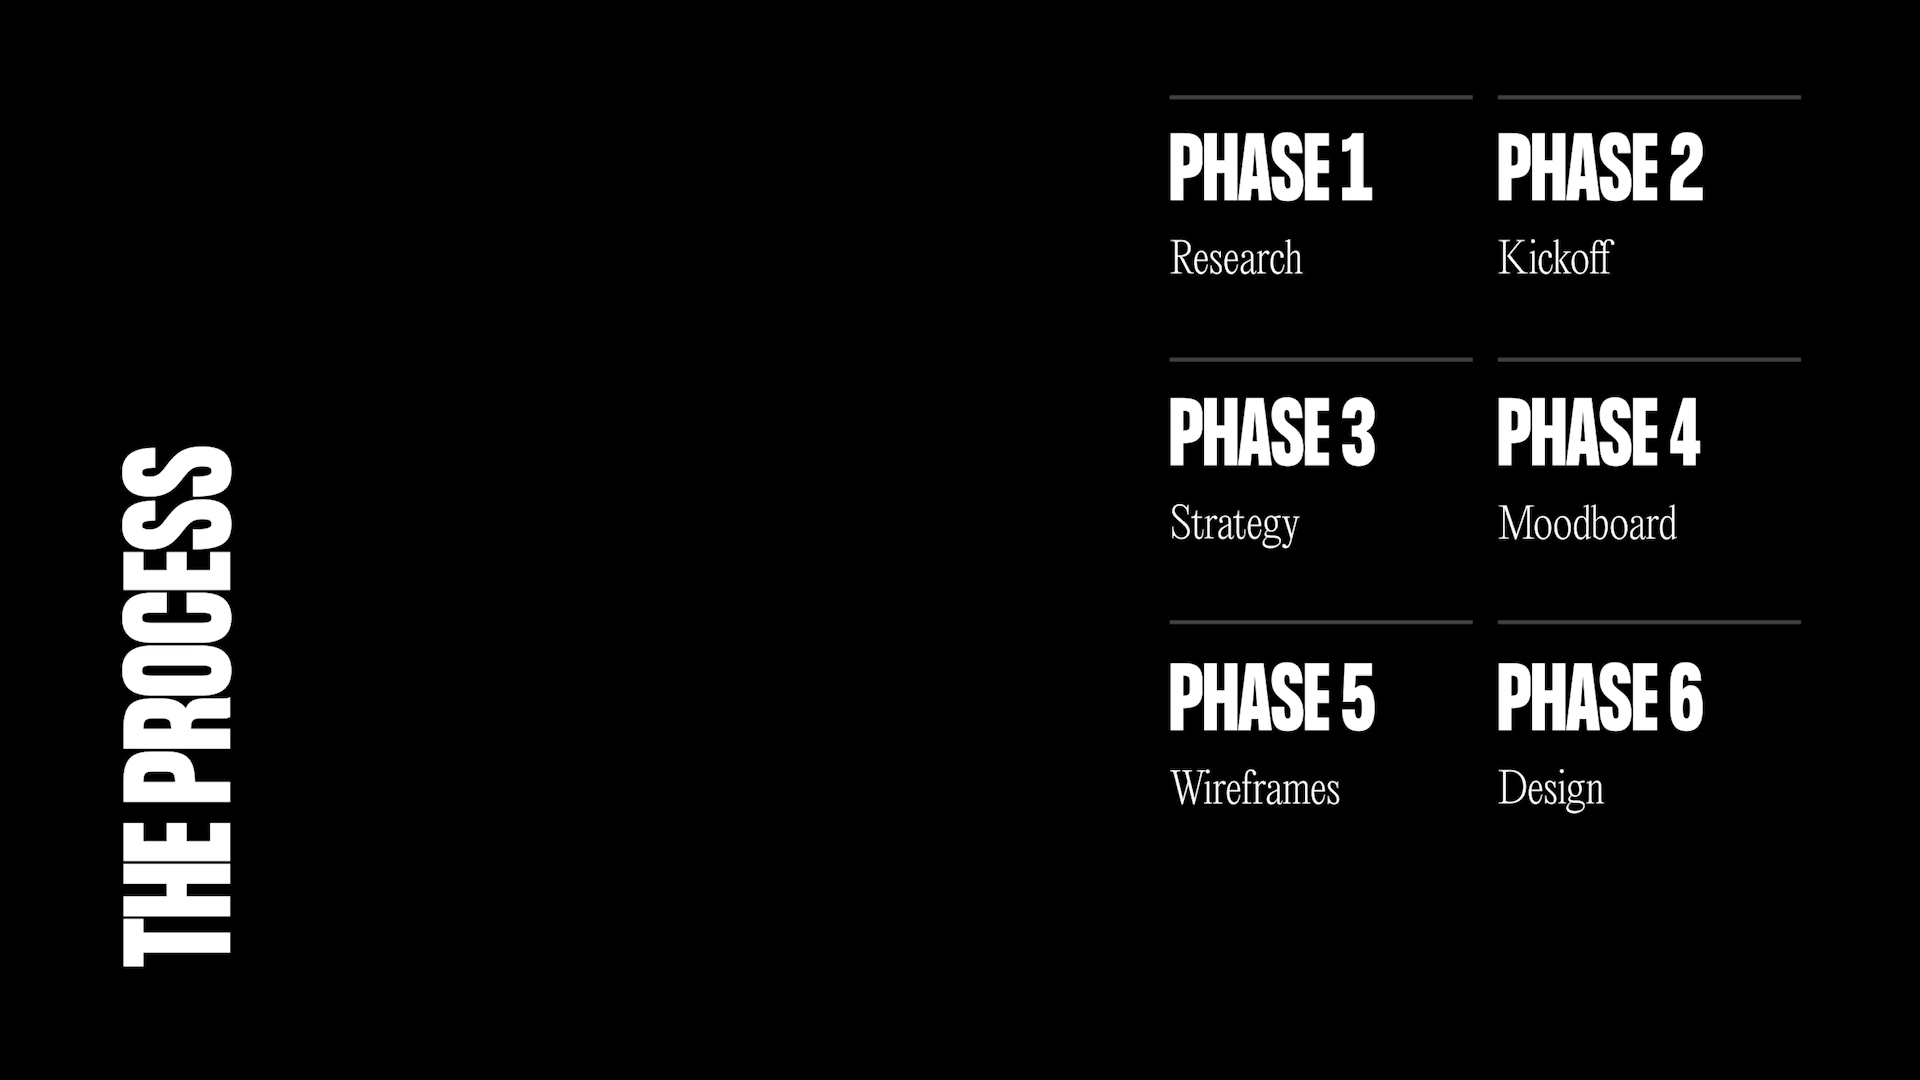 THE PROCESS
PHASE 1
Research
PHASE 2
Kickoff
PHASE 3
Strategy
PHASE 4
Moodboard
PHASE 5
Wireframes
PHASE 6
Design